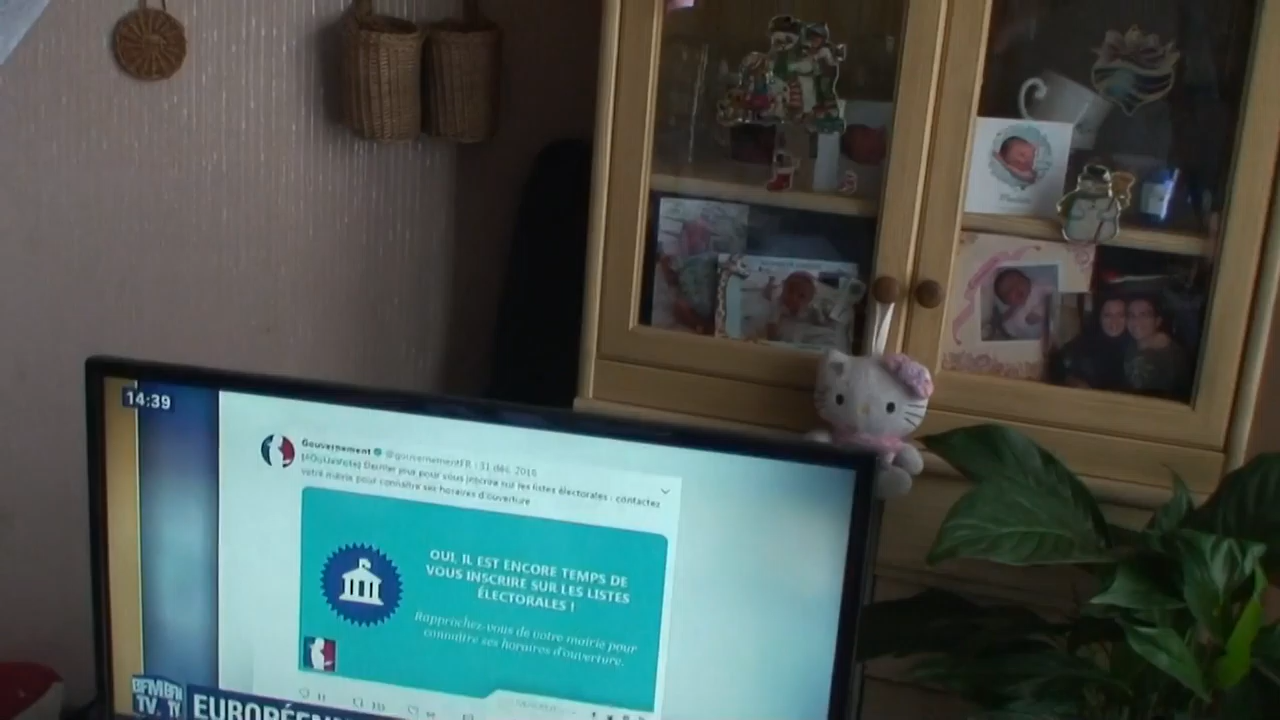 14:39
Gouvernement @gouvernementFR · 31 déc. 2018
Dernier jour pour vous inscrire sur les listes électorales : contactez
votre mairie pour connaître ses horaires d'ouverture
OUI, IL EST ENCORE TEMPS DE
VOUS INSCRIRE SUR LES LISTES
ÉLECTORALES !
Rapprochez-vous de votre mairie pour
connaître ses horaires d'ouverture.
BFM
TV.
EUROPÉENN